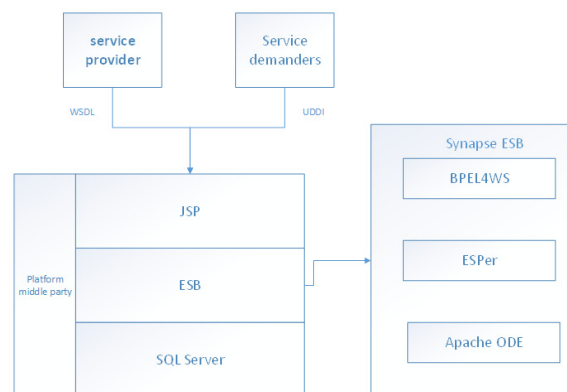 service
provider
Service
demanders
WSDL
UDDI
Synapse ESB
BPEL4WS
JSP
ESPer
ESB
Platform
middle party
Apache ODE
SQL Server